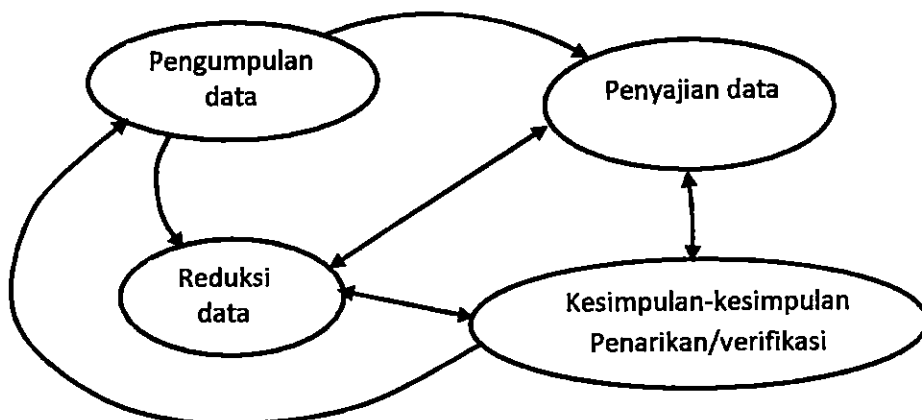 Pengumpulan
data
Penyajian data
Reduksi
data
Kesimpulan-kesimpulan
Penarikan/verifikasi